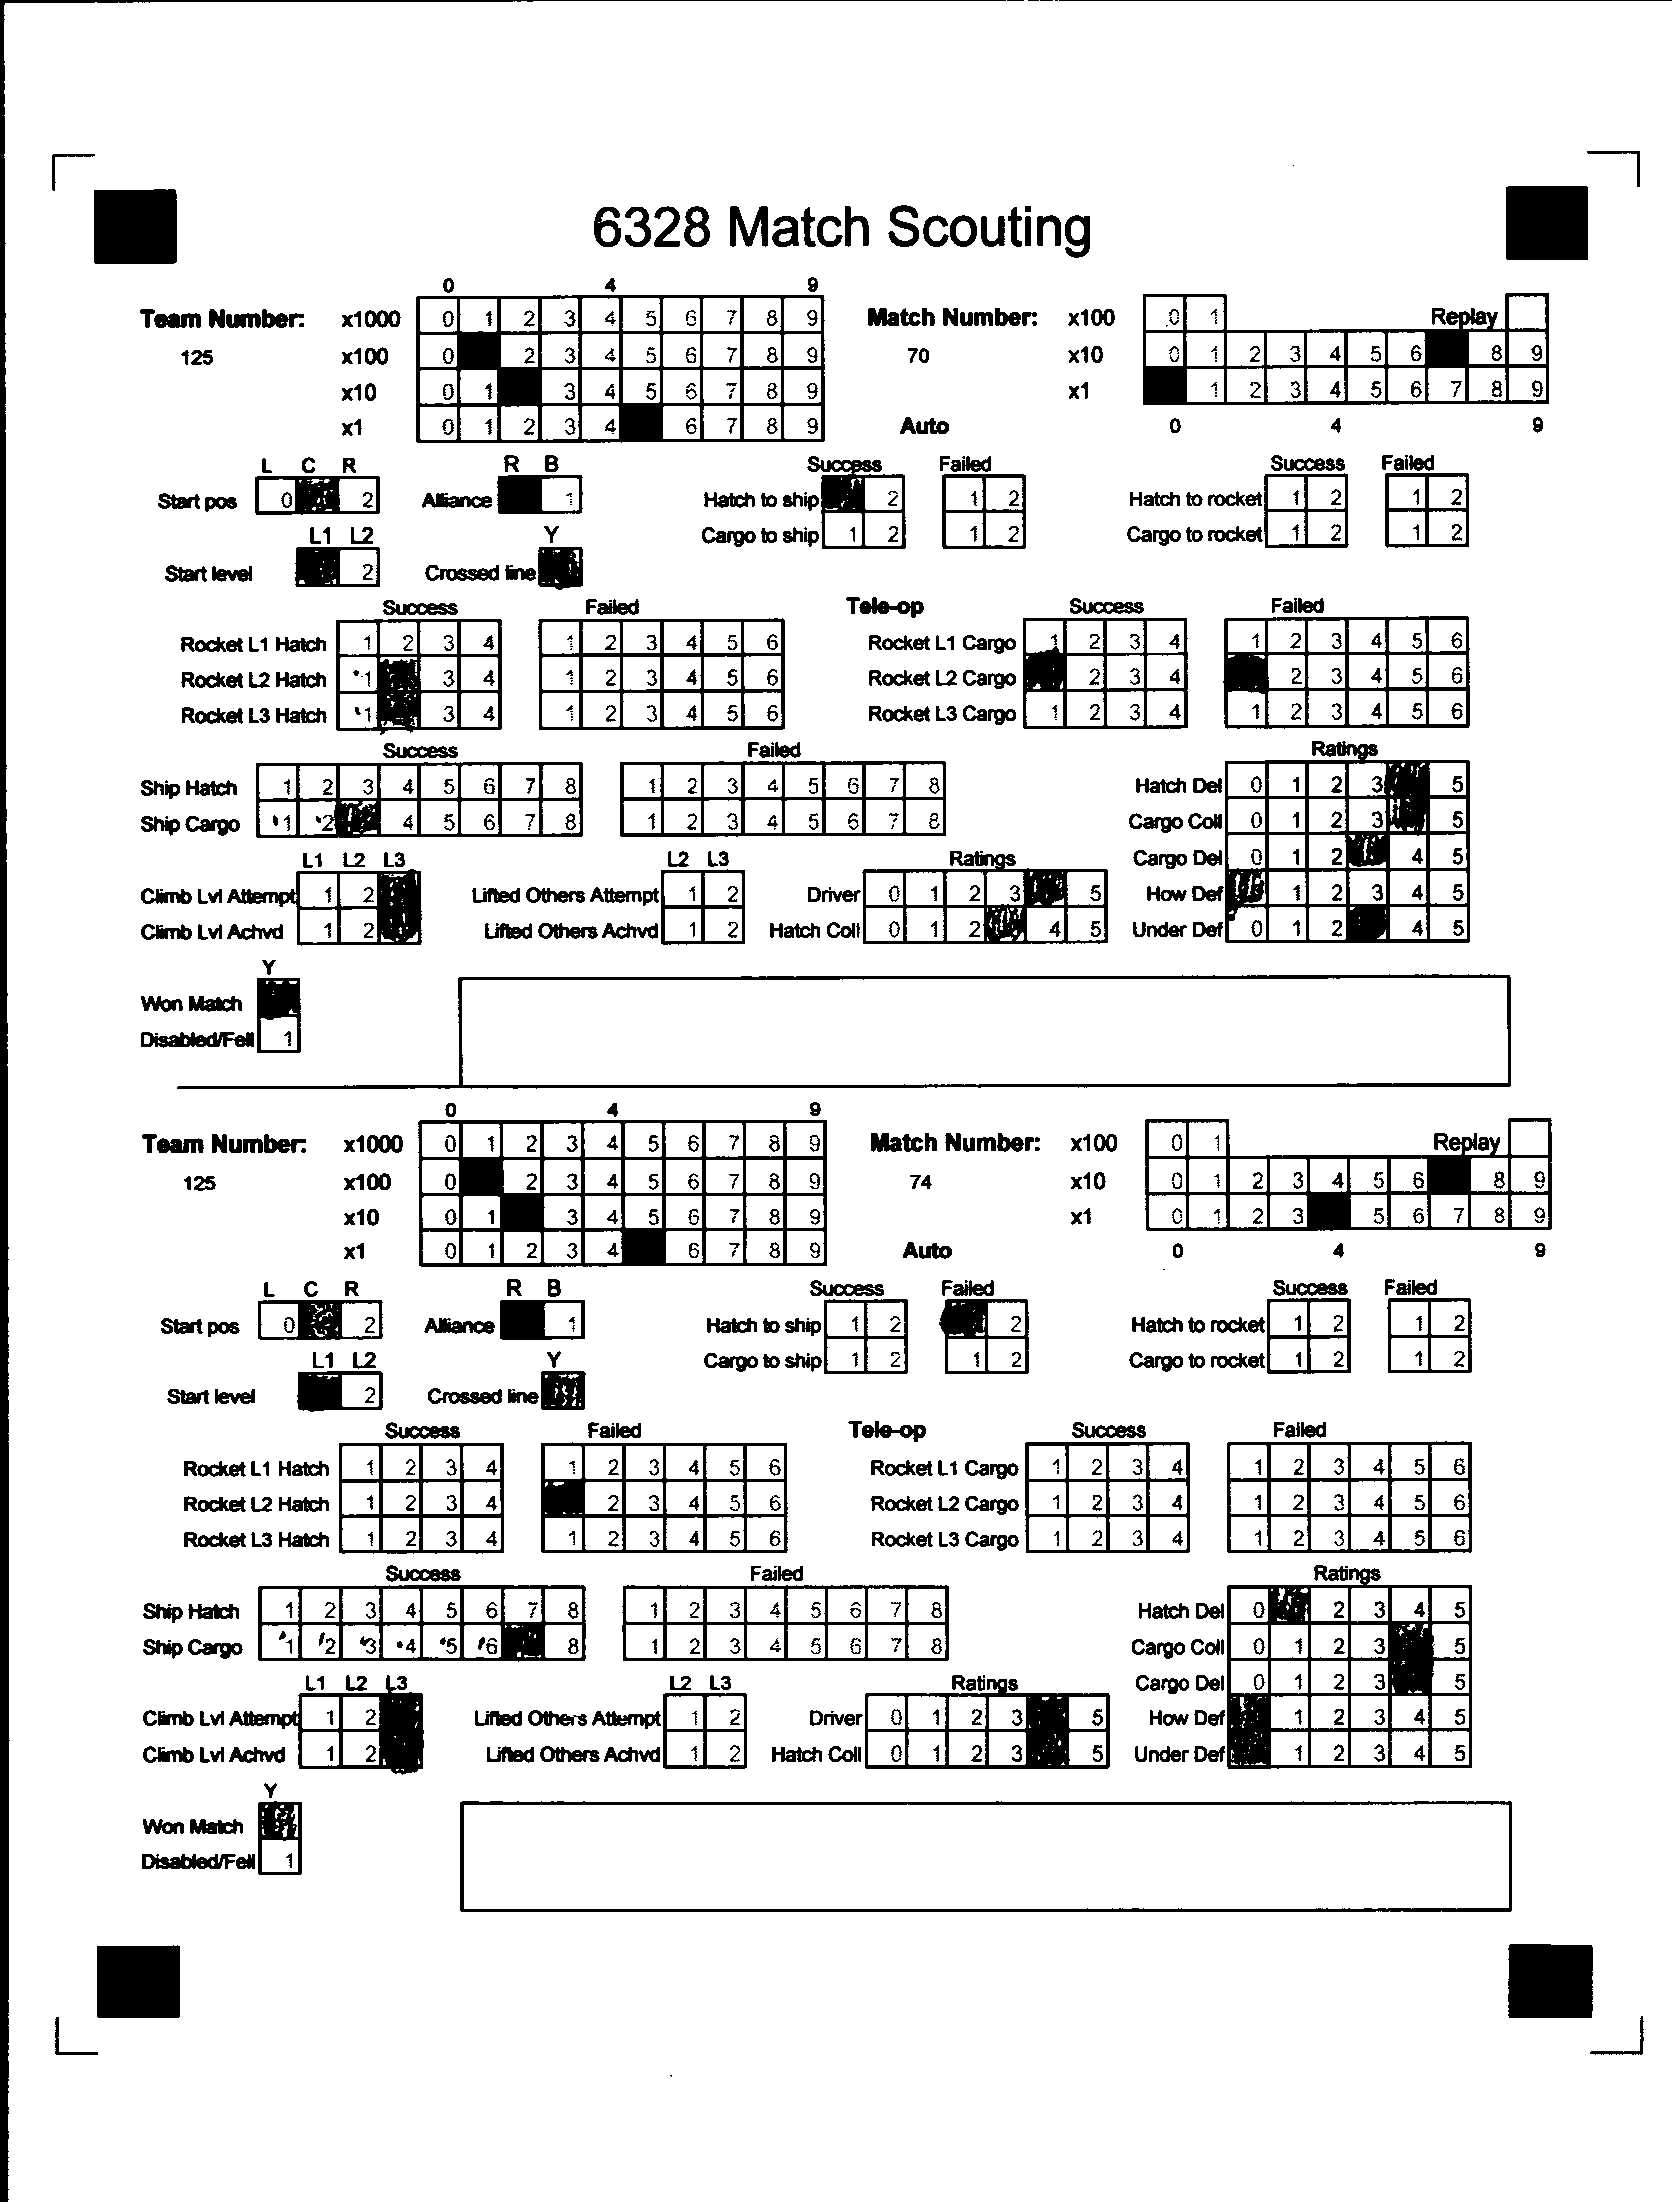 6328 Match Scouting
0 4 9
Team Number: x1000 0 1 2 3 4 5 6 7 8 9 Match Number: x100 0 1 Replay
125 x100 0 2 3 4 5 6 7 8 9 70 x10 0 1 2 3 4 5 6 8 9
x10 0 1 3 4 5 6 7 8 9 x1 1 2 3 4 5 6 7 8 9
x1 0 1 2 3 4 6 7 8 9 Auto 0 4 9
L C R R B Success Failed Success Failed
Start pos 0 2 Alliance 1 Hatch to ship 2 1 2 Hatch to rocket 1 2 1 2
L1 L2 Y Cargo to ship 1 2 1 2 Cargo to rocket 1 2 1 2
Start level 2 Crossed line
Success Failed Tele-op Success Failed
Rocket L1 Hatch 1 2 3 4 1 2 3 4 5 6 Rocket L1 Cargo 1 2 3 4 1 2 3 4 5 6
Rocket L2 Hatch 1 3 4 1 2 3 4 5 6 Rocket L2 Cargo 2 3 4 2 3 4 5 6
Rocket L3 Hatch 1 3 4 1 2 3 4 5 6 Rocket L3 Cargo 1 2 3 4 1 2 3 4 5 6
Success Failed Ratings
Ship Hatch 1 2 3 4 5 6 7 8 1 2 3 4 5 6 7 8 Hatch Del 0 1 2 3 5
Ship Cargo 1 2 4 5 6 7 8 1 2 3 4 5 6 7 8 Cargo Coll 0 1 2 3 5
L1 L2 L3 L2 L3 Ratings Cargo Del 0 1 2 4 5
Climb Lvl Attempt 1 2 Lifted Others Attempt 1 2 Driver 0 1 2 3 5 How Def 1 2 3 4 5
Climb Lvl Achvd 1 2 Lifted Others Achvd 1 2 Hatch Coll 0 1 2 4 5 Under Def 0 1 2 4 5
Y
Won Match
Disabled/Fell 1
0 4 9
Team Number: x1000 0 1 2 3 4 5 6 7 8 9 Match Number: x100 0 1 Replay
125 x100 0 2 3 4 5 6 7 8 9 74 x10 0 1 2 3 4 5 6 8 9
x10 0 1 3 4 5 6 7 8 9 x1 0 1 2 3 5 6 7 8 9
x1 0 1 2 3 4 6 7 8 9 Auto 0 4 9
L C R R B Success Failed Success Failed
Start pos 0 2 Alliance 1 Hatch to ship 1 2 2 Hatch to rocket 1 2 1 2
L1 L2 Y Cargo to ship 1 2 1 2 Cargo to rocket 1 2 1 2
Start level 2 Crossed line
Success Failed Tele-op Success Failed
Rocket L1 Hatch 1 2 3 4 1 2 3 4 5 6 Rocket L1 Cargo 1 2 3 4 1 2 3 4 5 6
Rocket L2 Hatch 1 2 3 4 2 3 4 5 6 Rocket L2 Cargo 1 2 3 4 1 2 3 4 5 6
Rocket L3 Hatch 1 2 3 4 1 2 3 4 5 6 Rocket L3 Cargo 1 2 3 4 1 2 3 4 5 6
Success Failed Ratings
Ship Hatch 1 2 3 4 5 6 7 8 1 2 3 4 5 6 7 8 Hatch Del 0 2 3 4 5
Ship Cargo 1 2 3 4 5 6 8 1 2 3 4 5 6 7 8 Cargo Coll 0 1 2 3 5
L1 L2 L3 L2 L3 Ratings Cargo Del 0 1 2 3 5
Climb Lvl Attempt 1 2 Lifted Others Attempt 1 2 Driver 0 1 2 3 5 How Def 1 2 3 4 5
Climb Lvl Achvd 1 2 Lifted Others Achvd 1 2 Hatch Coll 0 1 2 3 5 Under Def 1 2 3 4 5
Y
Won Match
Disabled/Fell 1